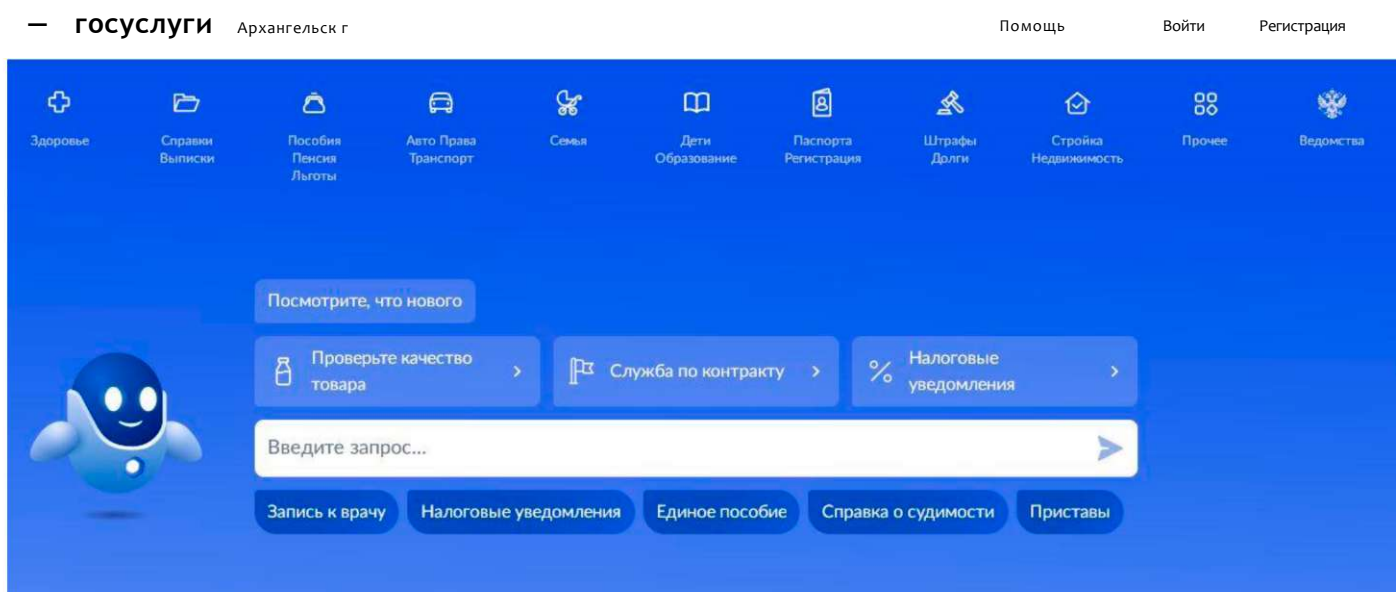 госуслуги Архангельск г Помощь Войти Регистрация
Здоровье
Справки
Выписки
Пособия
Пенсия
Льготы
Авто Права
Транспорт
Семья
Дети
Образование
Паспорта
Регистрация
Штрафы
Долги
Стройка
Недвижимость
Прочее
Ведомства
Посмотрите, что нового
Проверьте качество
товара
Служба по контракту
Налоговые
уведомления
Введите запрос...
Запись к врачу Налоговые уведомления Единое пособие Справка о судимости Приставы